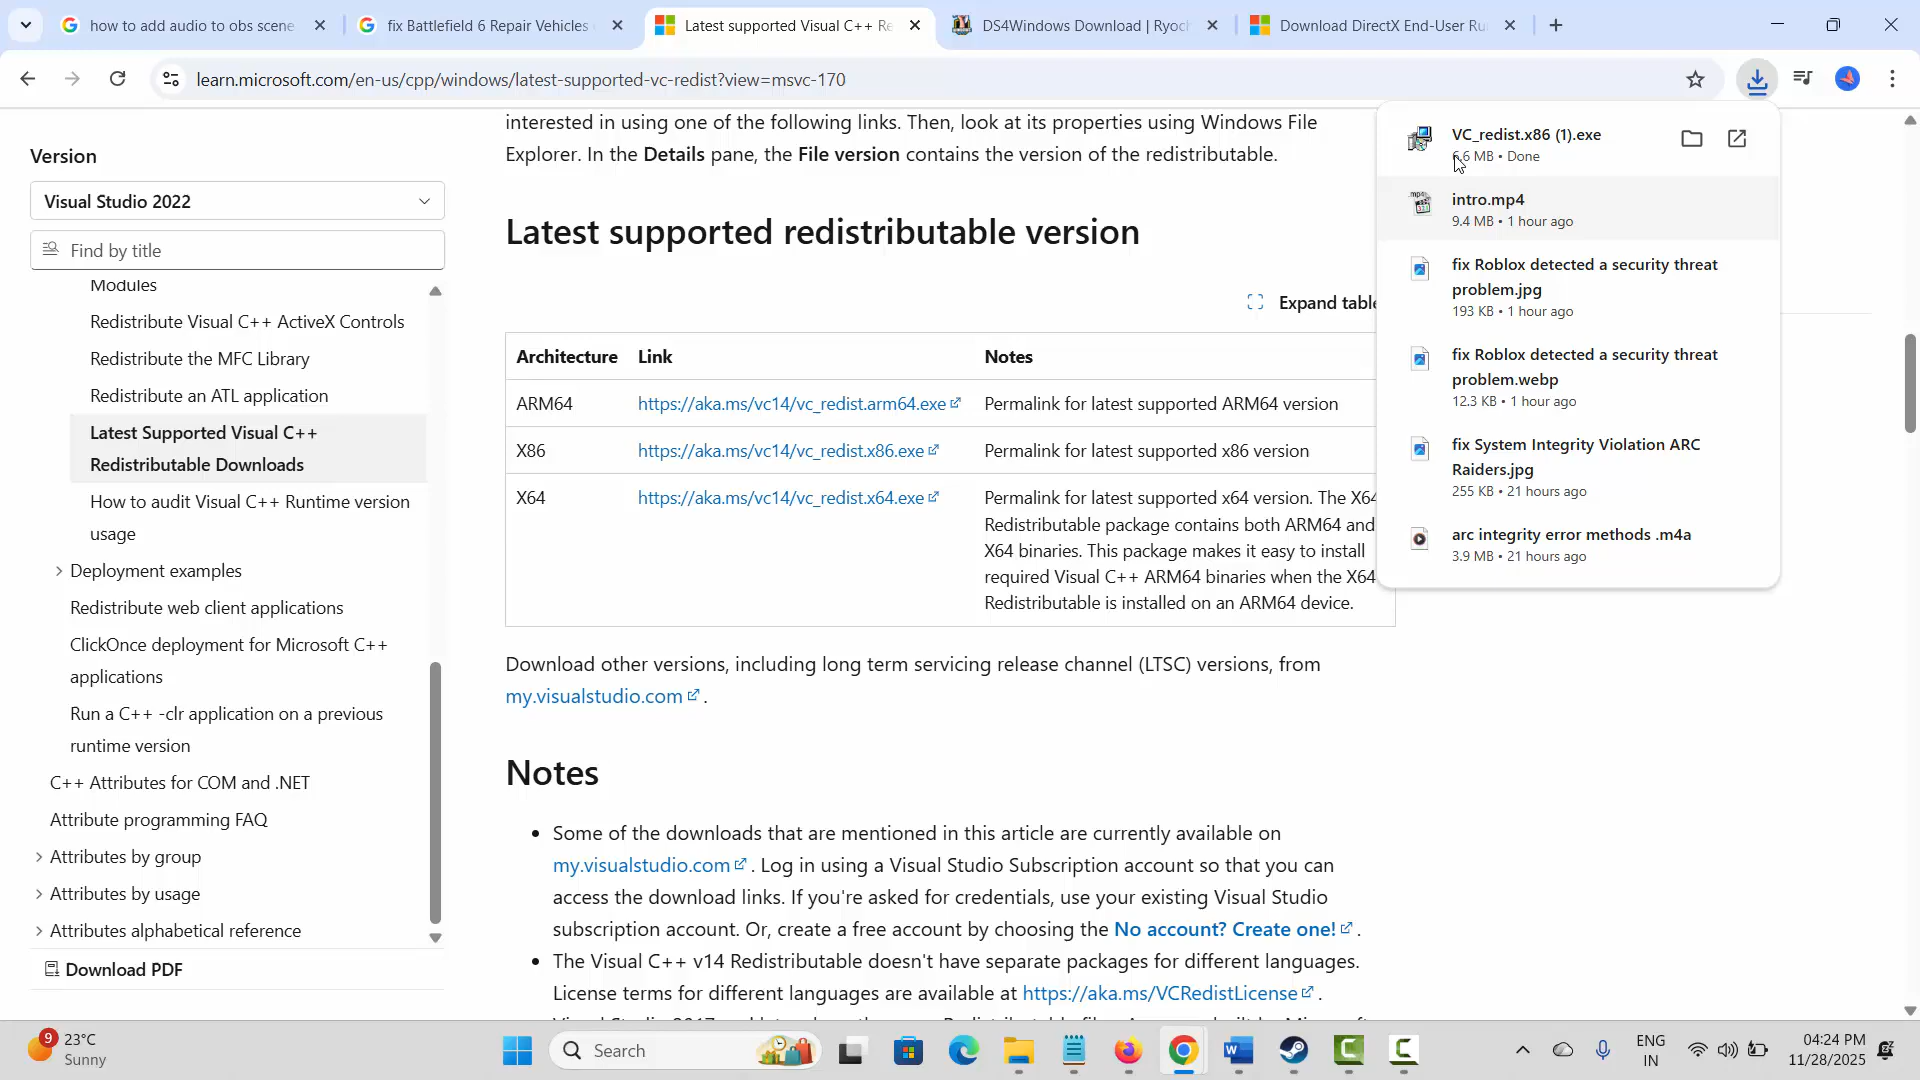 how to add audio to obs scene
fix Battlefield 6 Repair Vehicles
Latest supported Visual C++ Re
DS4Windows Download | Ryoch
Download DirectX End-User Ru
learn.microsoft.com/en-us/cpp/windows/latest-supported-vc-redist?view=msvc-170
Version
Visual Studio 2022
Find by title
Modules
Redistribute Visual C++ ActiveX Controls
Redistribute the MFC Library
Redistribute an ATL application
Latest Supported Visual C++
Redistributable Downloads
How to audit Visual C++ Runtime version
usage
Deployment examples
Redistribute web client applications
ClickOnce deployment for Microsoft C++
applications
Run a C++ -clr application on a previous
runtime version
C++ Attributes for COM and .NET
Attribute programming FAQ
Attributes by group
Attributes by usage
Attributes alphabetical reference
Download PDF
interested in using one of the following links. Then, look at its properties using Windows File
Explorer. In the Details pane, the File version contains the version of the redistributable.
Latest supported redistributable version
Expand table
Architecture Link Notes
ARM64 https://aka.ms/vc14/vc_redist.arm64.exe Permalink for latest supported ARM64 version
X86 https://aka.ms/vc14/vc_redist.x86.exe Permalink for latest supported x86 version
X64 https://aka.ms/vc14/vc_redist.x64.exe Permalink for latest supported x64 version. The X64
Redistributable package contains both ARM64 and
X64 binaries. This package makes it easy to install
required Visual C++ ARM64 binaries when the X64
Redistributable is installed on an ARM64 device.
Download other versions, including long term servicing release channel (LTSC) versions, from
my.visualstudio.com .
Notes
• Some of the downloads that are mentioned in this article are currently available on
my.visualstudio.com . Log in using a Visual Studio Subscription account so that you can
access the download links. If you're asked for credentials, use your existing Visual Studio
subscription account. Or, create a free account by choosing the No account? Create one! .
• The Visual C++ v14 Redistributable doesn't have separate packages for different languages.
License terms for different languages are available at https://aka.ms/VCRedistLicense .
VC_redist.x86 (1).exe
6.6 MB • Done
intro.mp4
9.4 MB • 1 hour ago
fix Roblox detected a security threat
problem.jpg
193 KB • 1 hour ago
fix Roblox detected a security threat
problem.webp
12.3 KB • 1 hour ago
fix System Integrity Violation ARC
Raiders.jpg
255 KB • 21 hours ago
arc integrity error methods .m4a
3.9 MB • 21 hours ago
9
23°C
Sunny
Search
ENG
IN
04:24 PM
11/28/2025